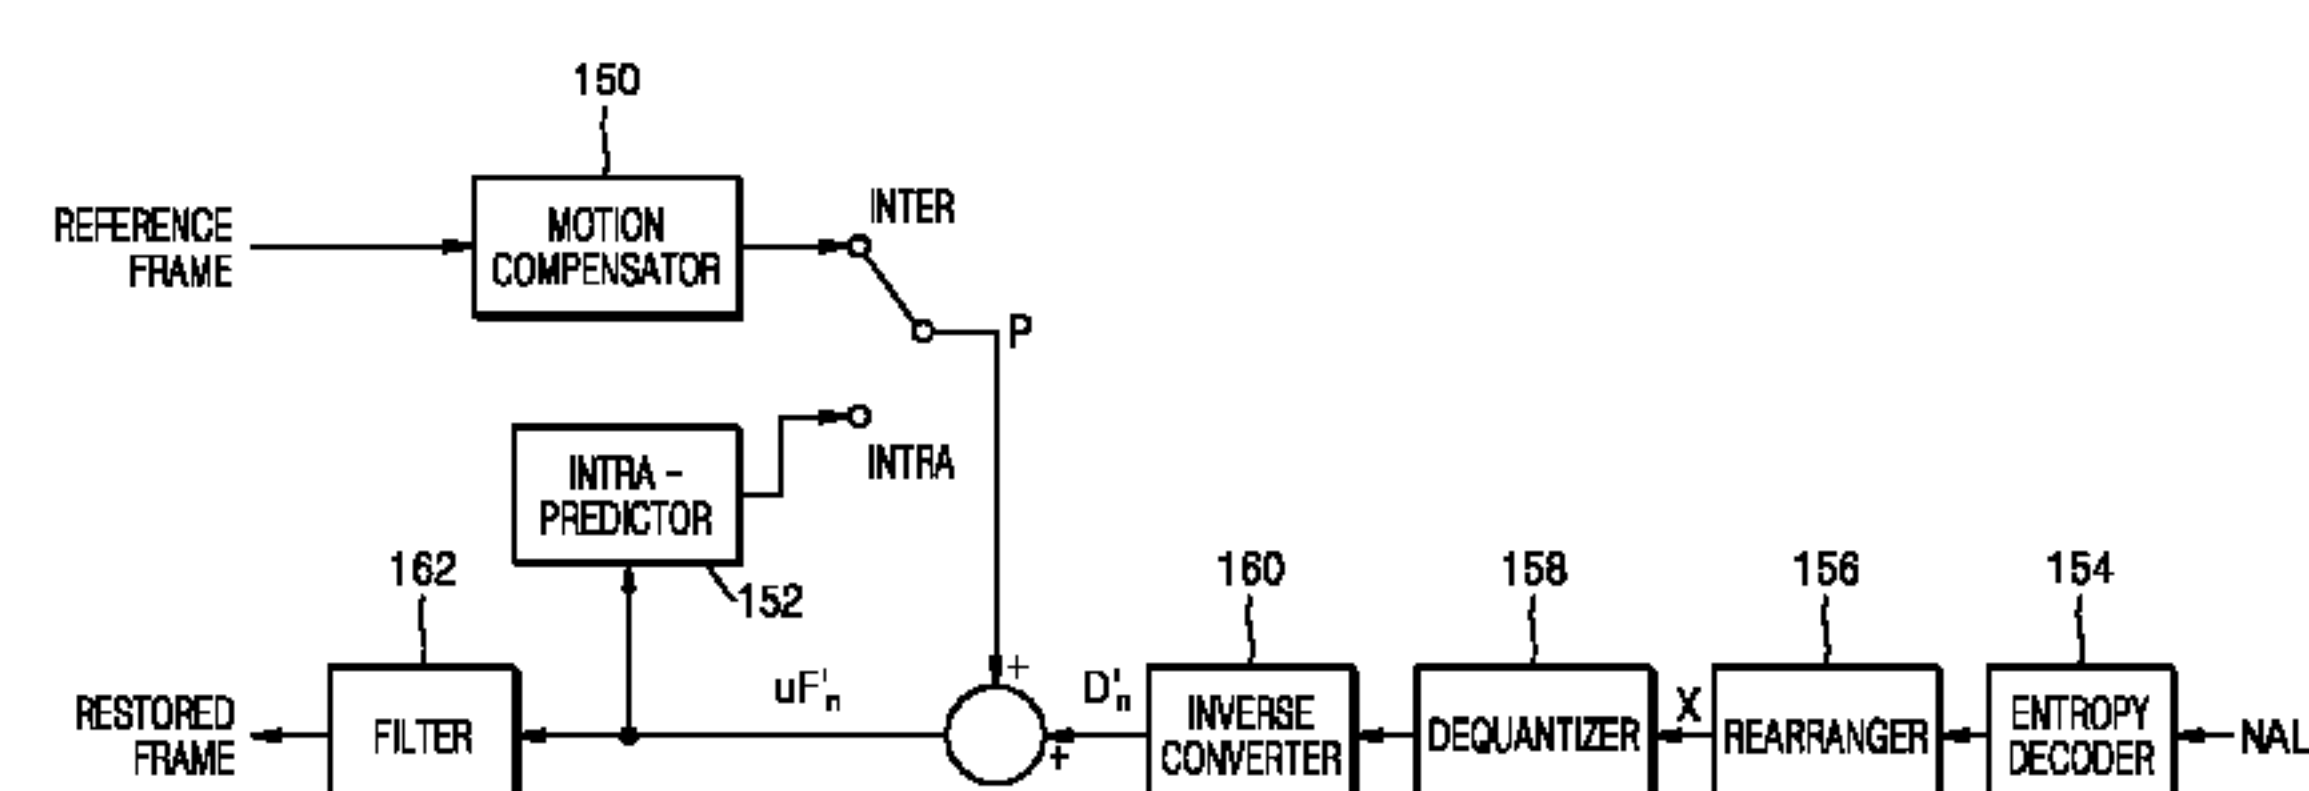 150
REFERENCE
FRAME
MOTION
COMPENSATOR
INTER
P
INTRA -
PREDICTOR
INTRA
152
162
160
158
156
154
RESTORED
FRAME
FILTER
uF'n
+
D'n
+
INVERSE
CONVERTER
DEQUANTIZER
X
REARRANGER
ENTROPY
DECODER
NAL